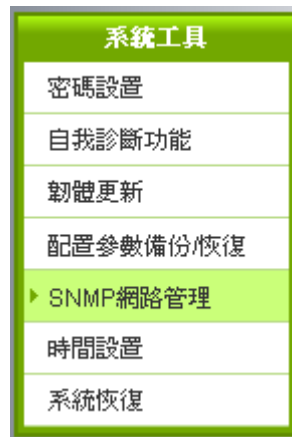 系統工具
密碼設置
自我診斷功能
韌體更新
配置參數備份/恢復
SNMP網路管理
時間設置
系統恢復